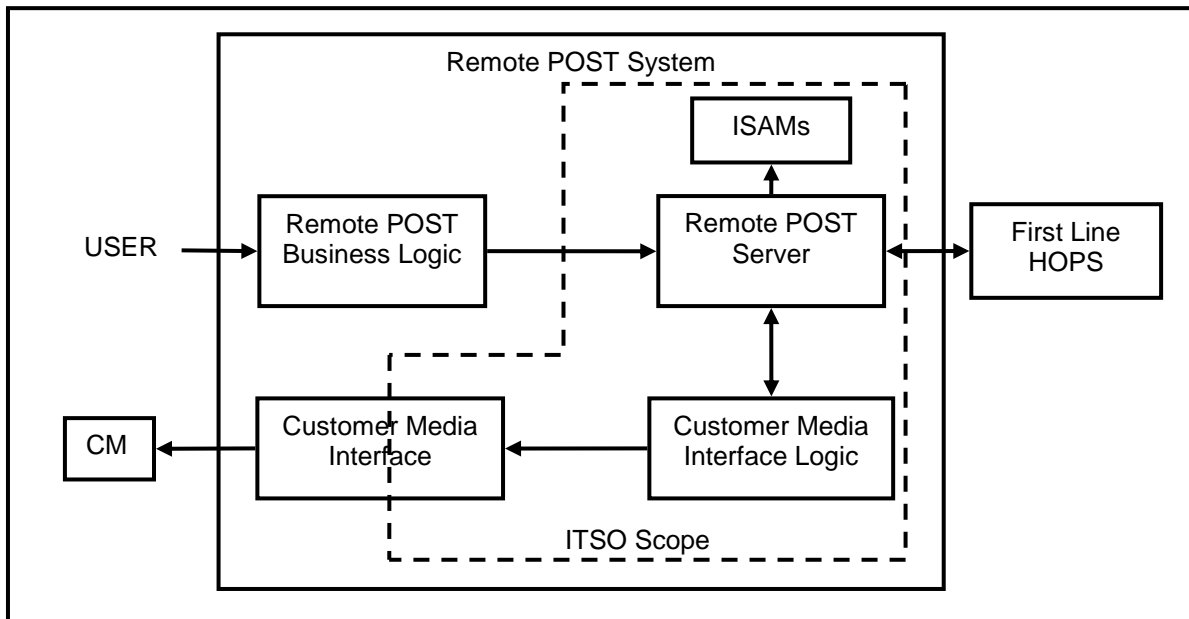 Remote POST System
ISAMs
USER
Remote POST
Business Logic
Remote POST
Server
First Line
HOPS
CM
Customer Media
Interface
Customer Media
Interface Logic
ITSO Scope